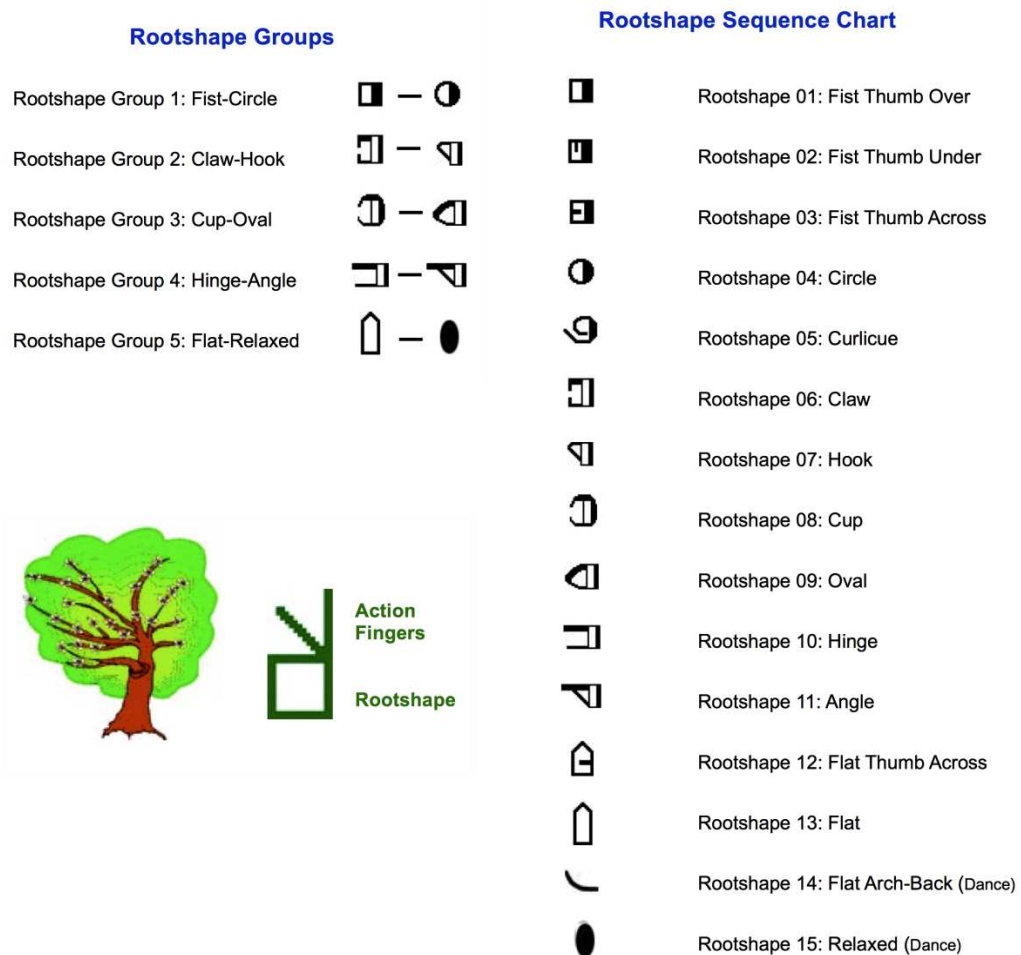 Rootshape Groups
Rootshape Group 1: Fist-Circle
Rootshape Group 2: Claw-Hook
Rootshape Group 3: Cup-Oval
Rootshape Group 4: Hinge-Angle
Rootshape Group 5: Flat-Relaxed
Action
Fingers
Rootshape
Rootshape Sequence Chart
Rootshape 01: Fist Thumb Over
Rootshape 02: Fist Thumb Under
Rootshape 03: Fist Thumb Across
Rootshape 04: Circle
Rootshape 05: Curlicue
Rootshape 06: Claw
Rootshape 07: Hook
Rootshape 08: Cup
Rootshape 09: Oval
Rootshape 10: Hinge
Rootshape 11: Angle
Rootshape 12: Flat Thumb Across
Rootshape 13: Flat
Rootshape 14: Flat Arch-Back (Dance)
Rootshape 15: Relaxed (Dance)